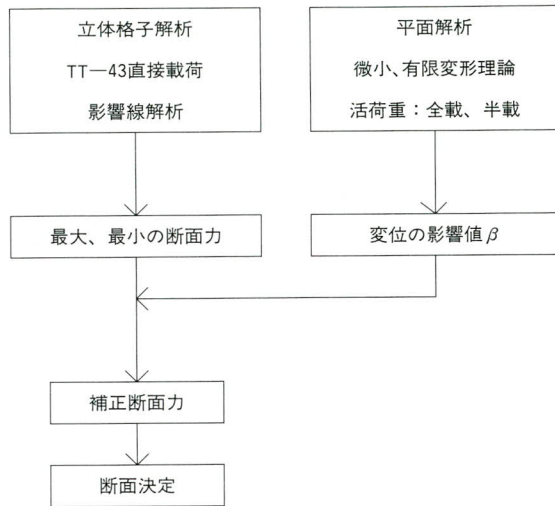 立体格子解析
TT—43直接載荷
影響線解析
平面解析
微小、有限変形理論
活荷重：全載、半載
最大、最小の断面力
変位の影響値β
補正断面力
断面決定